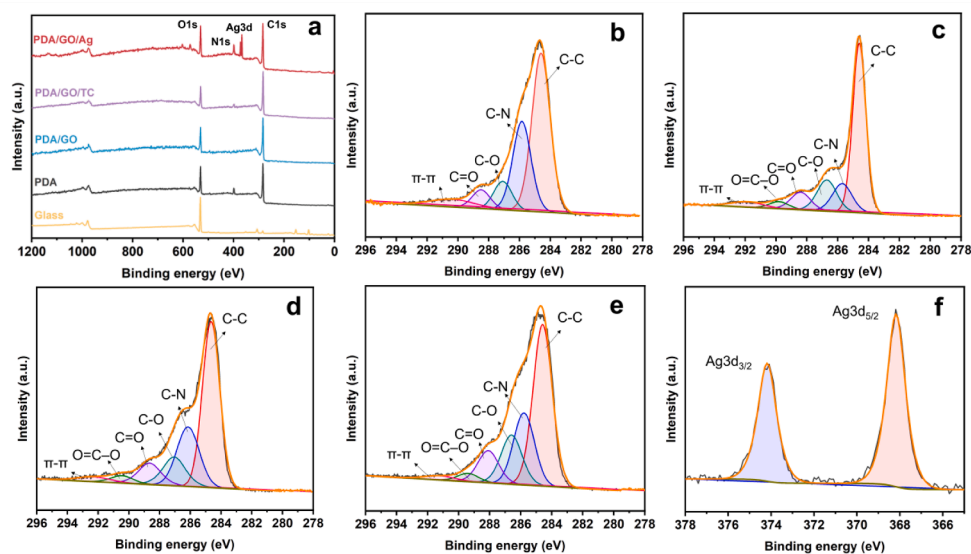 a
O1s
Ag3d
C1s
N1s
PDA/GO/Ag
PDA/GO/TC
PDA/GO
PDA
Glass
Intensity (a.u.)
1200 1000 800 600 400 200 0
Binding energy (eV)
b
C-C
C-N
C-O
C=O
π-π
Intensity (a.u.)
296 294 292 290 288 286 284 282 280 278
Binding energy (eV)
c
C-C
C-N
C-O
C=O
O=C-O
π-π
Intensity (a.u.)
296 294 292 290 288 286 284 282 280 278
Binding energy (eV)
d
C-C
C-N
C-O
C=O
O=C-O
π-π
Intensity (a.u.)
296 294 292 290 288 286 284 282 280 278
Binding energy (eV)
e
C-C
C-N
C-O
C=O
O=C-O
π-π
Intensity (a.u.)
296 294 292 290 288 286 284 282 280 278
Binding energy (eV)
f
Ag3d5/2
Ag3d3/2
Intensity (a.u.)
378 376 374 372 370 368 366
Binding energy (eV)